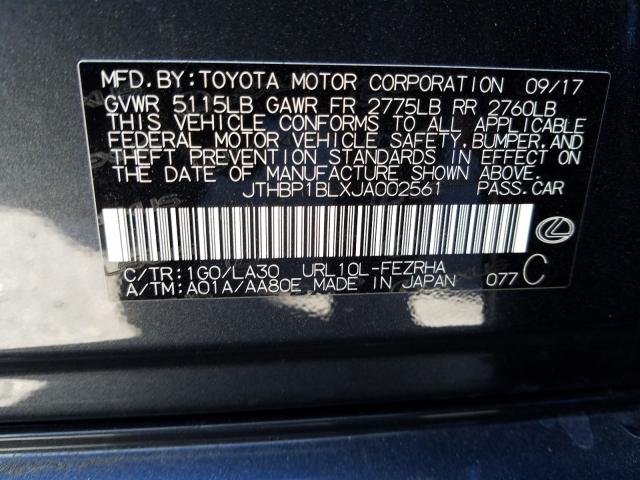 MFD.BY:TOYOTA MOTOR CORPORATION 09/17
GVWR 5115LB GAWR FR 2775LB RR 2760LB
THIS VEHICLE CONFORMS TO ALL APPLICABLE
FEDERAL MOTOR VEHICLE SAFETY,BUMPER,AND
THEFT PREVENTION STANDARDS IN EFFECT ON
THE DATE OF MANUFACTURE SHOWN ABOVE.
JTHBP1BLXJA002561 PASS.CAR
C/TR:1G0/LA30 URL10L-FEZRHA
A/TM:A01A/AA80E MADE IN JAPAN 077 C